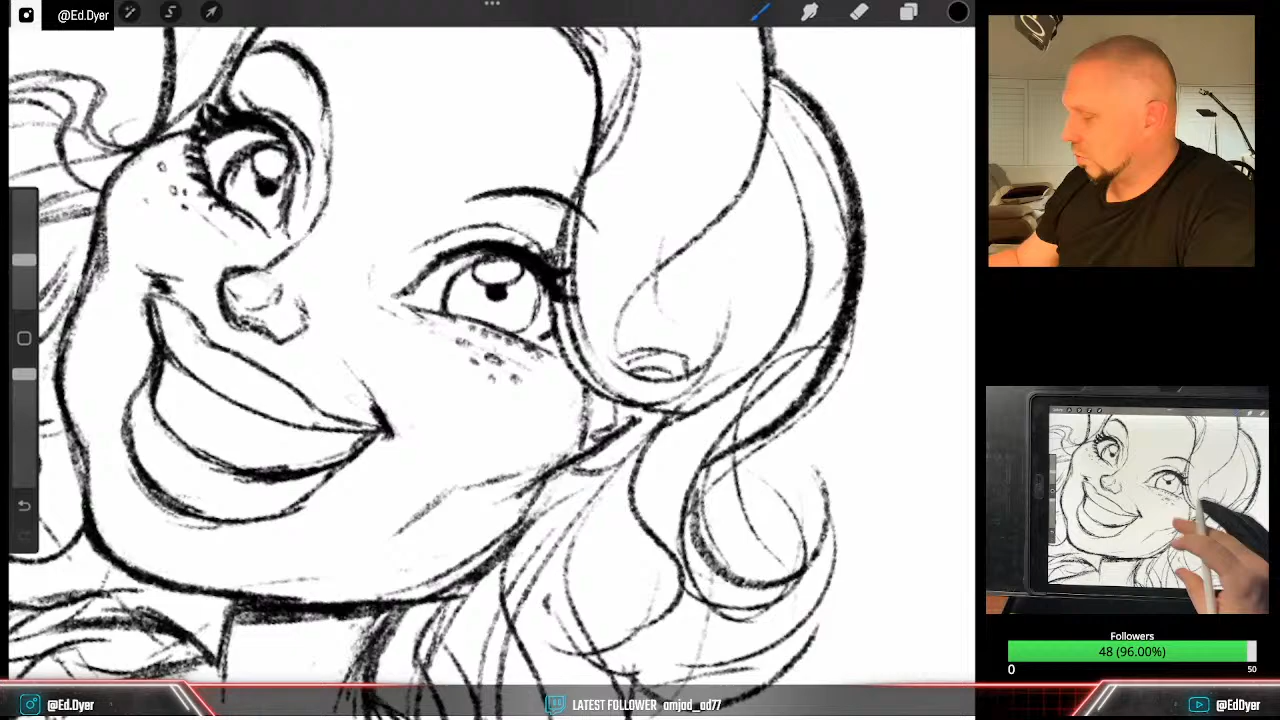 @Ed.Dyer
Followers
48 (96.00%)
0
50
@Ed.Dyer
LATEST FOLLOWER amjad_ad77
@EdDyer